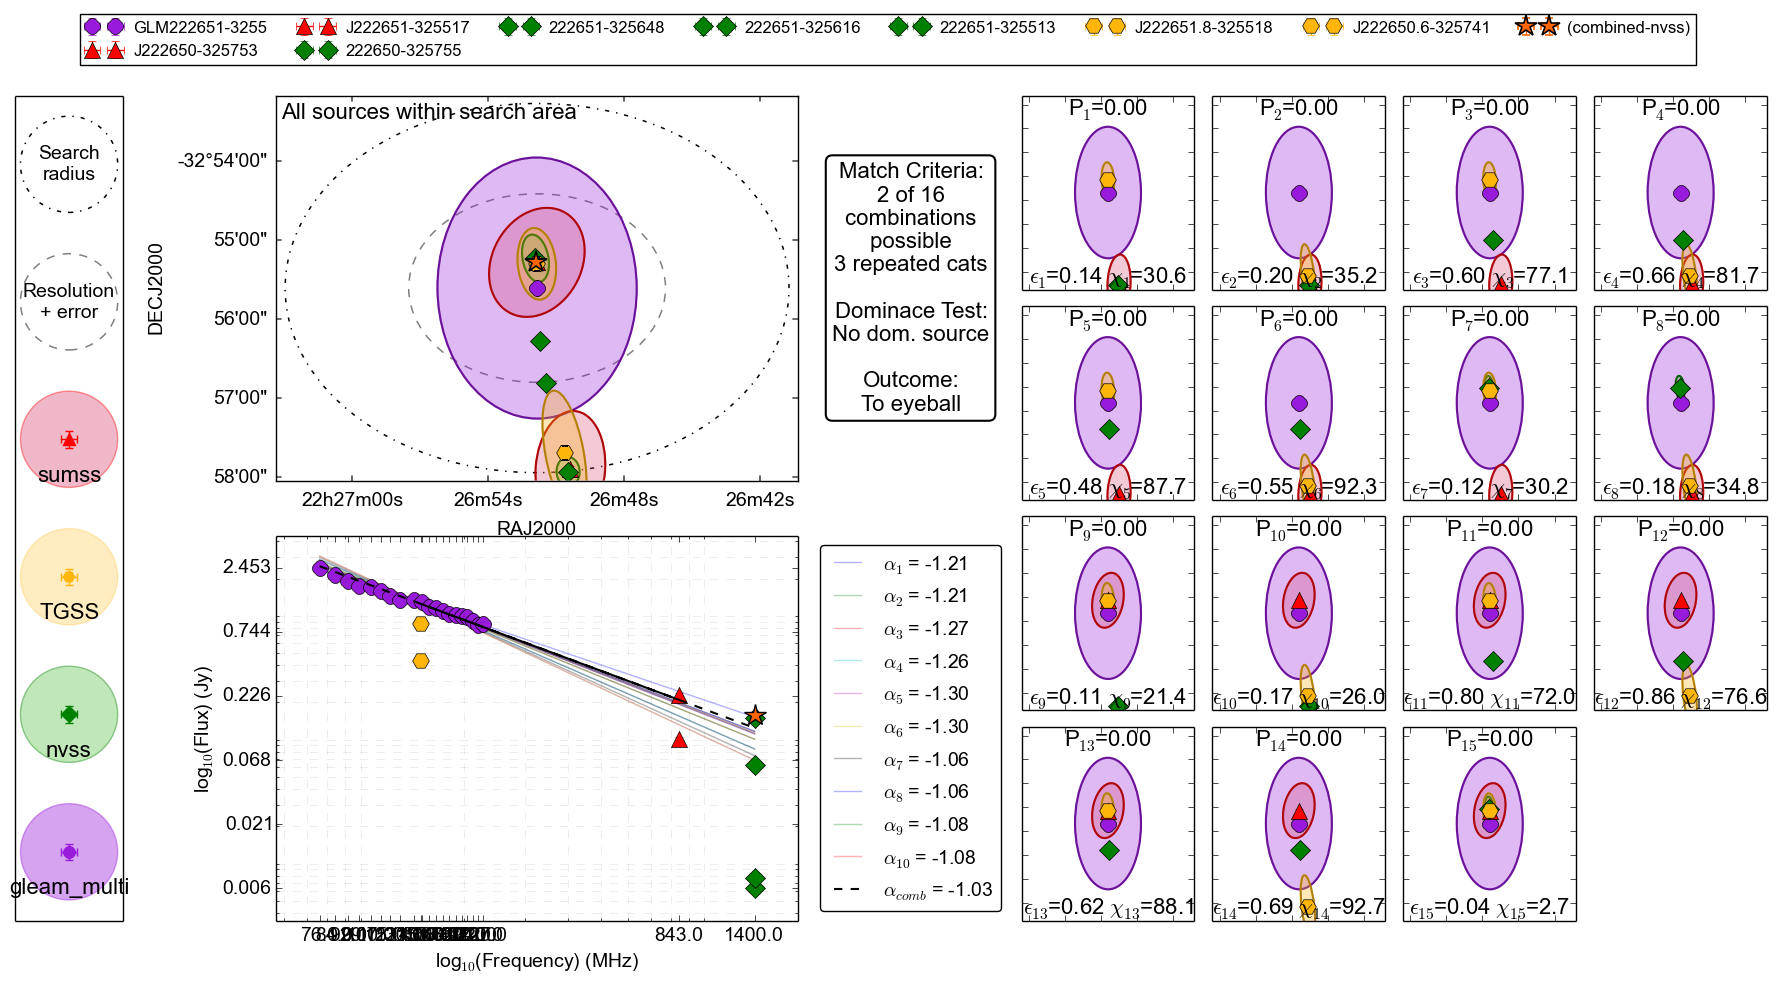 GLM222651-3255 J222651-325517 222651-325648 222651-325616 222651-325513 J222651.8-325518 J222650.6-325741 (combined-nvss)
J222650-325753 222650-325755
Search
radius
Resolution
+ error
sumss
TGSS
nvss
gleam_multi
All sources within search area
DECJ2000
-32°54'00"
55'00"
56'00"
57'00"
58'00"
22h27m00s 26m54s 26m48s 26m42s
RAJ2000
Match Criteria:
2 of 16
combinations
possible
3 repeated cats
Dominace Test:
No dom. source
Outcome:
To eyeball
log10(Flux) (Jy)
2.453
0.744
0.226
0.068
0.021
0.006
843.0 1400.0
log10(Frequency) (MHz)
α1 = -1.21
α2 = -1.21
α3 = -1.27
α4 = -1.26
α5 = -1.30
α6 = -1.30
α7 = -1.06
α8 = -1.06
α9 = -1.08
α10 = -1.08
αcomb = -1.03
P1=0.00
ϵ1=0.14 χ1=30.6
P2=0.00
ϵ2=0.20 χ2=35.2
P3=0.00
ϵ3=0.60 χ3=77.1
P4=0.00
ϵ4=0.66 χ4=81.7
P5=0.00
ϵ5=0.48 χ5=87.7
P6=0.00
ϵ6=0.55 χ6=92.3
P7=0.00
ϵ7=0.12 χ7=30.2
P8=0.00
ϵ8=0.18 χ8=34.8
P9=0.00
ϵ9=0.11 χ9=21.4
P10=0.00
ϵ10=0.17 χ10=26.0
P11=0.00
ϵ11=0.80 χ11=72.0
P12=0.00
ϵ12=0.86 χ12=76.6
P13=0.00
ϵ13=0.62 χ13=88.1
P14=0.00
ϵ14=0.69 χ14=92.7
P15=0.00
ϵ15=0.04 χ15=2.7